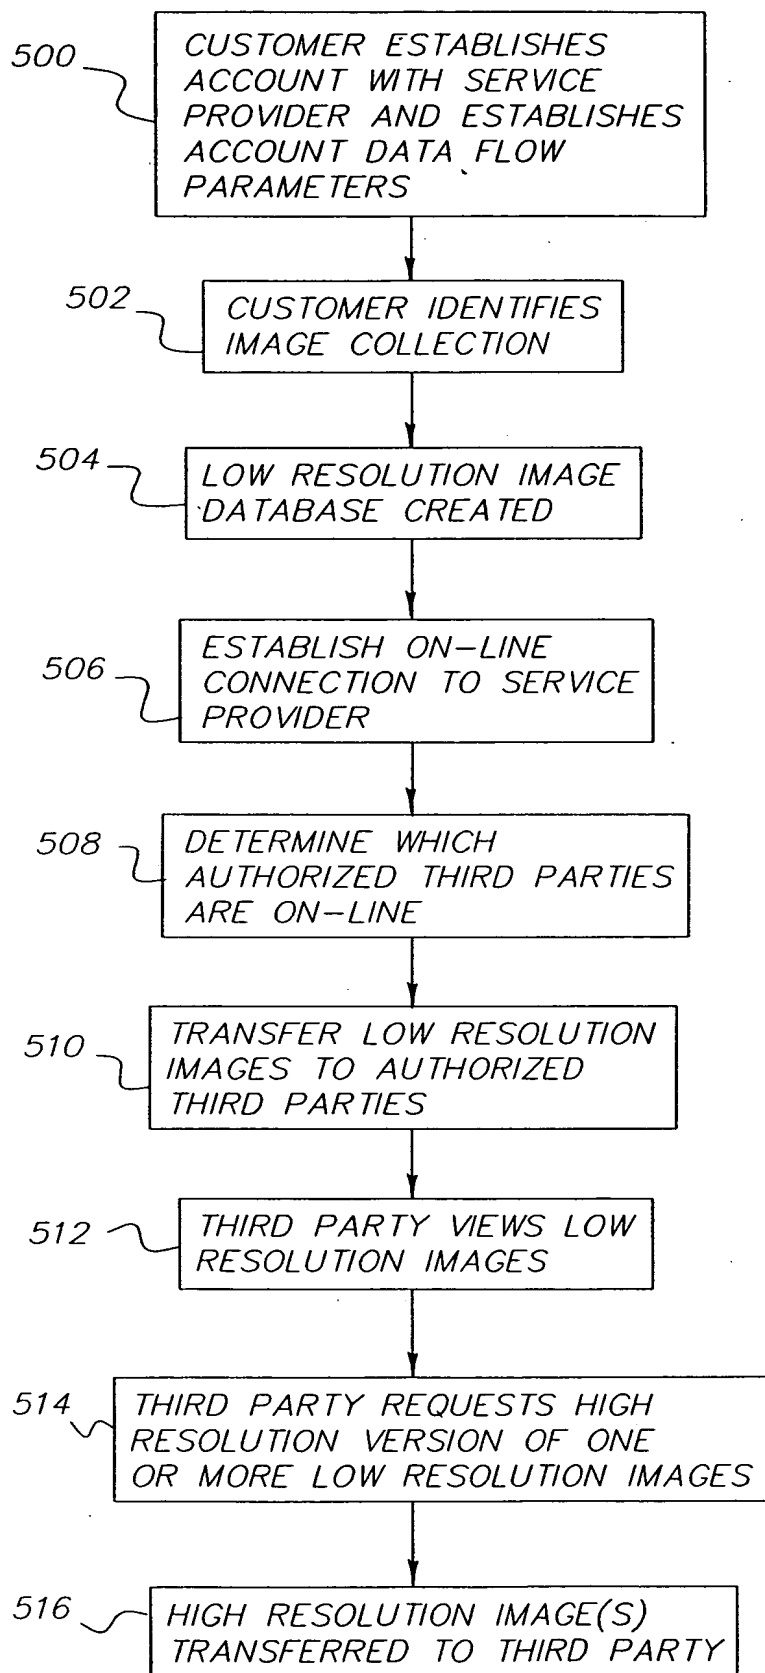 500
CUSTOMER ESTABLISHES
ACCOUNT WITH SERVICE
PROVIDER AND ESTABLISHES
ACCOUNT DATA FLOW
PARAMETERS
502
CUSTOMER IDENTIFIES
IMAGE COLLECTION
504
LOW RESOLUTION IMAGE
DATABASE CREATED
506
ESTABLISH ON-LINE
CONNECTION TO SERVICE
PROVIDER
508
DETERMINE WHICH
AUTHORIZED THIRD PARTIES
ARE ON-LINE
510
TRANSFER LOW RESOLUTION
IMAGES TO AUTHORIZED
THIRD PARTIES
512
THIRD PARTY VIEWS LOW
RESOLUTION IMAGES
514
THIRD PARTY REQUESTS HIGH
RESOLUTION VERSION OF ONE
OR MORE LOW RESOLUTION IMAGES
516
HIGH RESOLUTION IMAGE(S)
TRANSFERRED TO THIRD PARTY